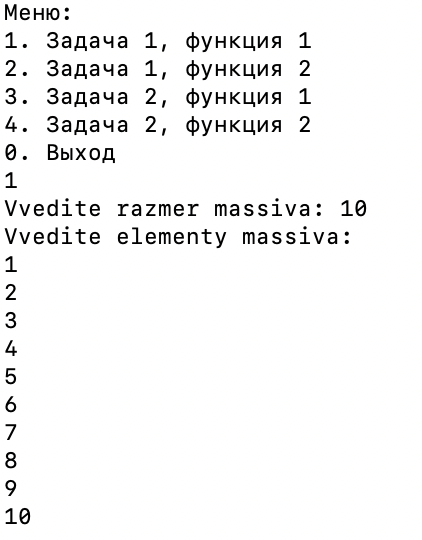 Меню:
1. Задача 1, функция 1
2. Задача 1, функция 2
3. Задача 2, функция 1
4. Задача 2, функция 2
0. Выход
1
Vvedite razmer massiva: 10
Vvedite elementy massiva:
1
2
3
4
5
6
7
8
9
10